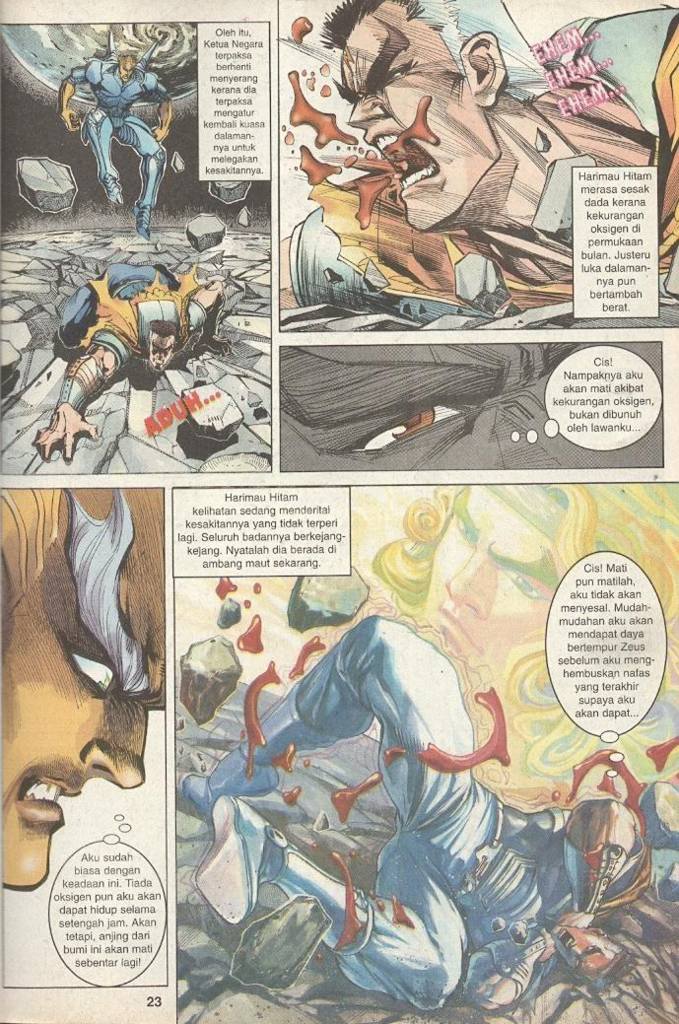 Oleh itu,
Ketua Negara
terpaksa
berhenti
menyerang
kerana dia
terpaksa
mengatur
kembali kuasa
dalaman-
nya untuk
melegakan
kesakitannya.
ADUH...
EHEM...
EHEM...
EHEM...
Harimau Hitam
merasa sesak
dada kerana
kekurangan
oksigen di
permukaan
bulan. Justeru
luka dalaman-
nya pun
bertambah
berat.
Cis!
Nampaknya aku
akan mati akibat
kekurangan oksigen,
bukan dibunuh
oleh lawanku...
Aku sudah
biasa dengan
keadaan ini. Tiada
oksigen pun aku akan
dapat hidup selama
setengah jam. Akan
tetapi, anjing dari
bumi ini akan mati
sebentar lagi!
Harimau Hitam
kelihatan sedang menderitai
kesakitannya yang tidak terperi
lagi. Seluruh badannya berkejang-
kejang. Nyatalah dia berada di
ambang maut sekarang.
Cis! Mati
pun matilah,
aku tidak akan
menyesal. Mudah-
mudahan aku akan
mendapat daya
bertempur Zeus
sebelum aku meng-
hembuskan nafas
yang terakhir
supaya aku
akan dapat...
23